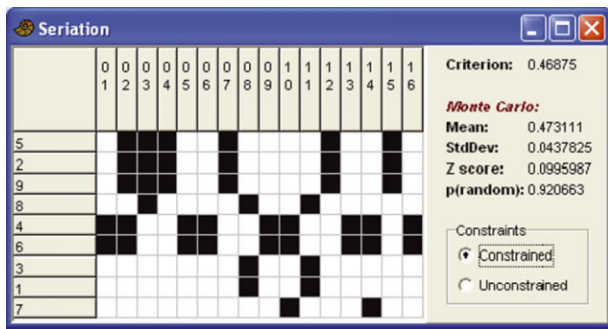 Seriation
0 0 0 0 0 0 0 0 0 1 1 1 1 1 1 1
1 2 3 4 5 6 7 8 9 0 1 2 3 4 5 6
Criterion: 0.46875
Monte Carlo:
Mean: 0.473111
StdDev: 0.0437825
Z score: 0.0995987
p(random): 0.920663
Constraints
Constrained
Unconstrained
5
2
9
8
4
6
3
1
7